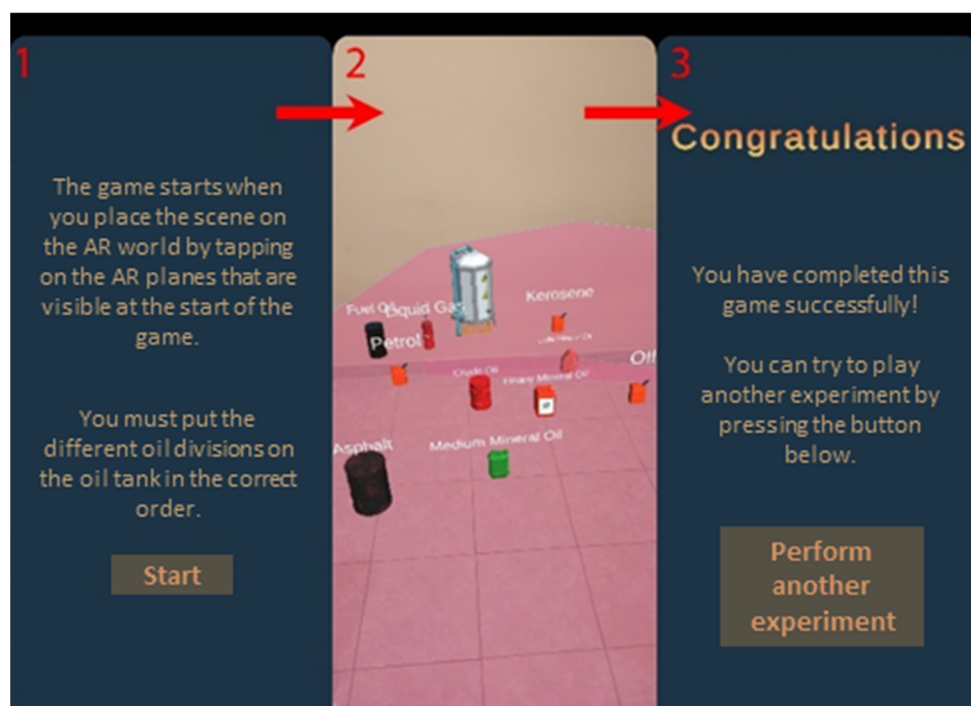 1
The game starts when
you place the scene on
the AR world by tapping
on the AR planes that are
visible at the start of the
game.
You must put the
different oil divisions on
the oil tank in the correct
order.
Start
2
Kerosene
Fuel Oil
Liquid Gas
Petrol
Oil
Crude Oil
Heavy Mineral Oil
Asphalt
Medium Mineral Oil
3
Congratulations
You have completed this
game successfully!
You can try to play
another experiment by
pressing the button
below.
Perform
another
experiment